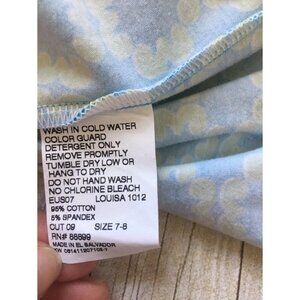 WASH IN COLD WATER
COLOR GUARD
DETERGENT ONLY
REMOVE PROMPTLY
TUMBLE DRY LOW OR
HANG TO DRY
DO NOT HAND WASH
NO CHLORINE BLEACH
EUS07 LOUISA 1012
95% COTTON
5% SPANDEX
CUT 09 SIZE 7-8
RN# 88899
MADE IN EL SALVADOR